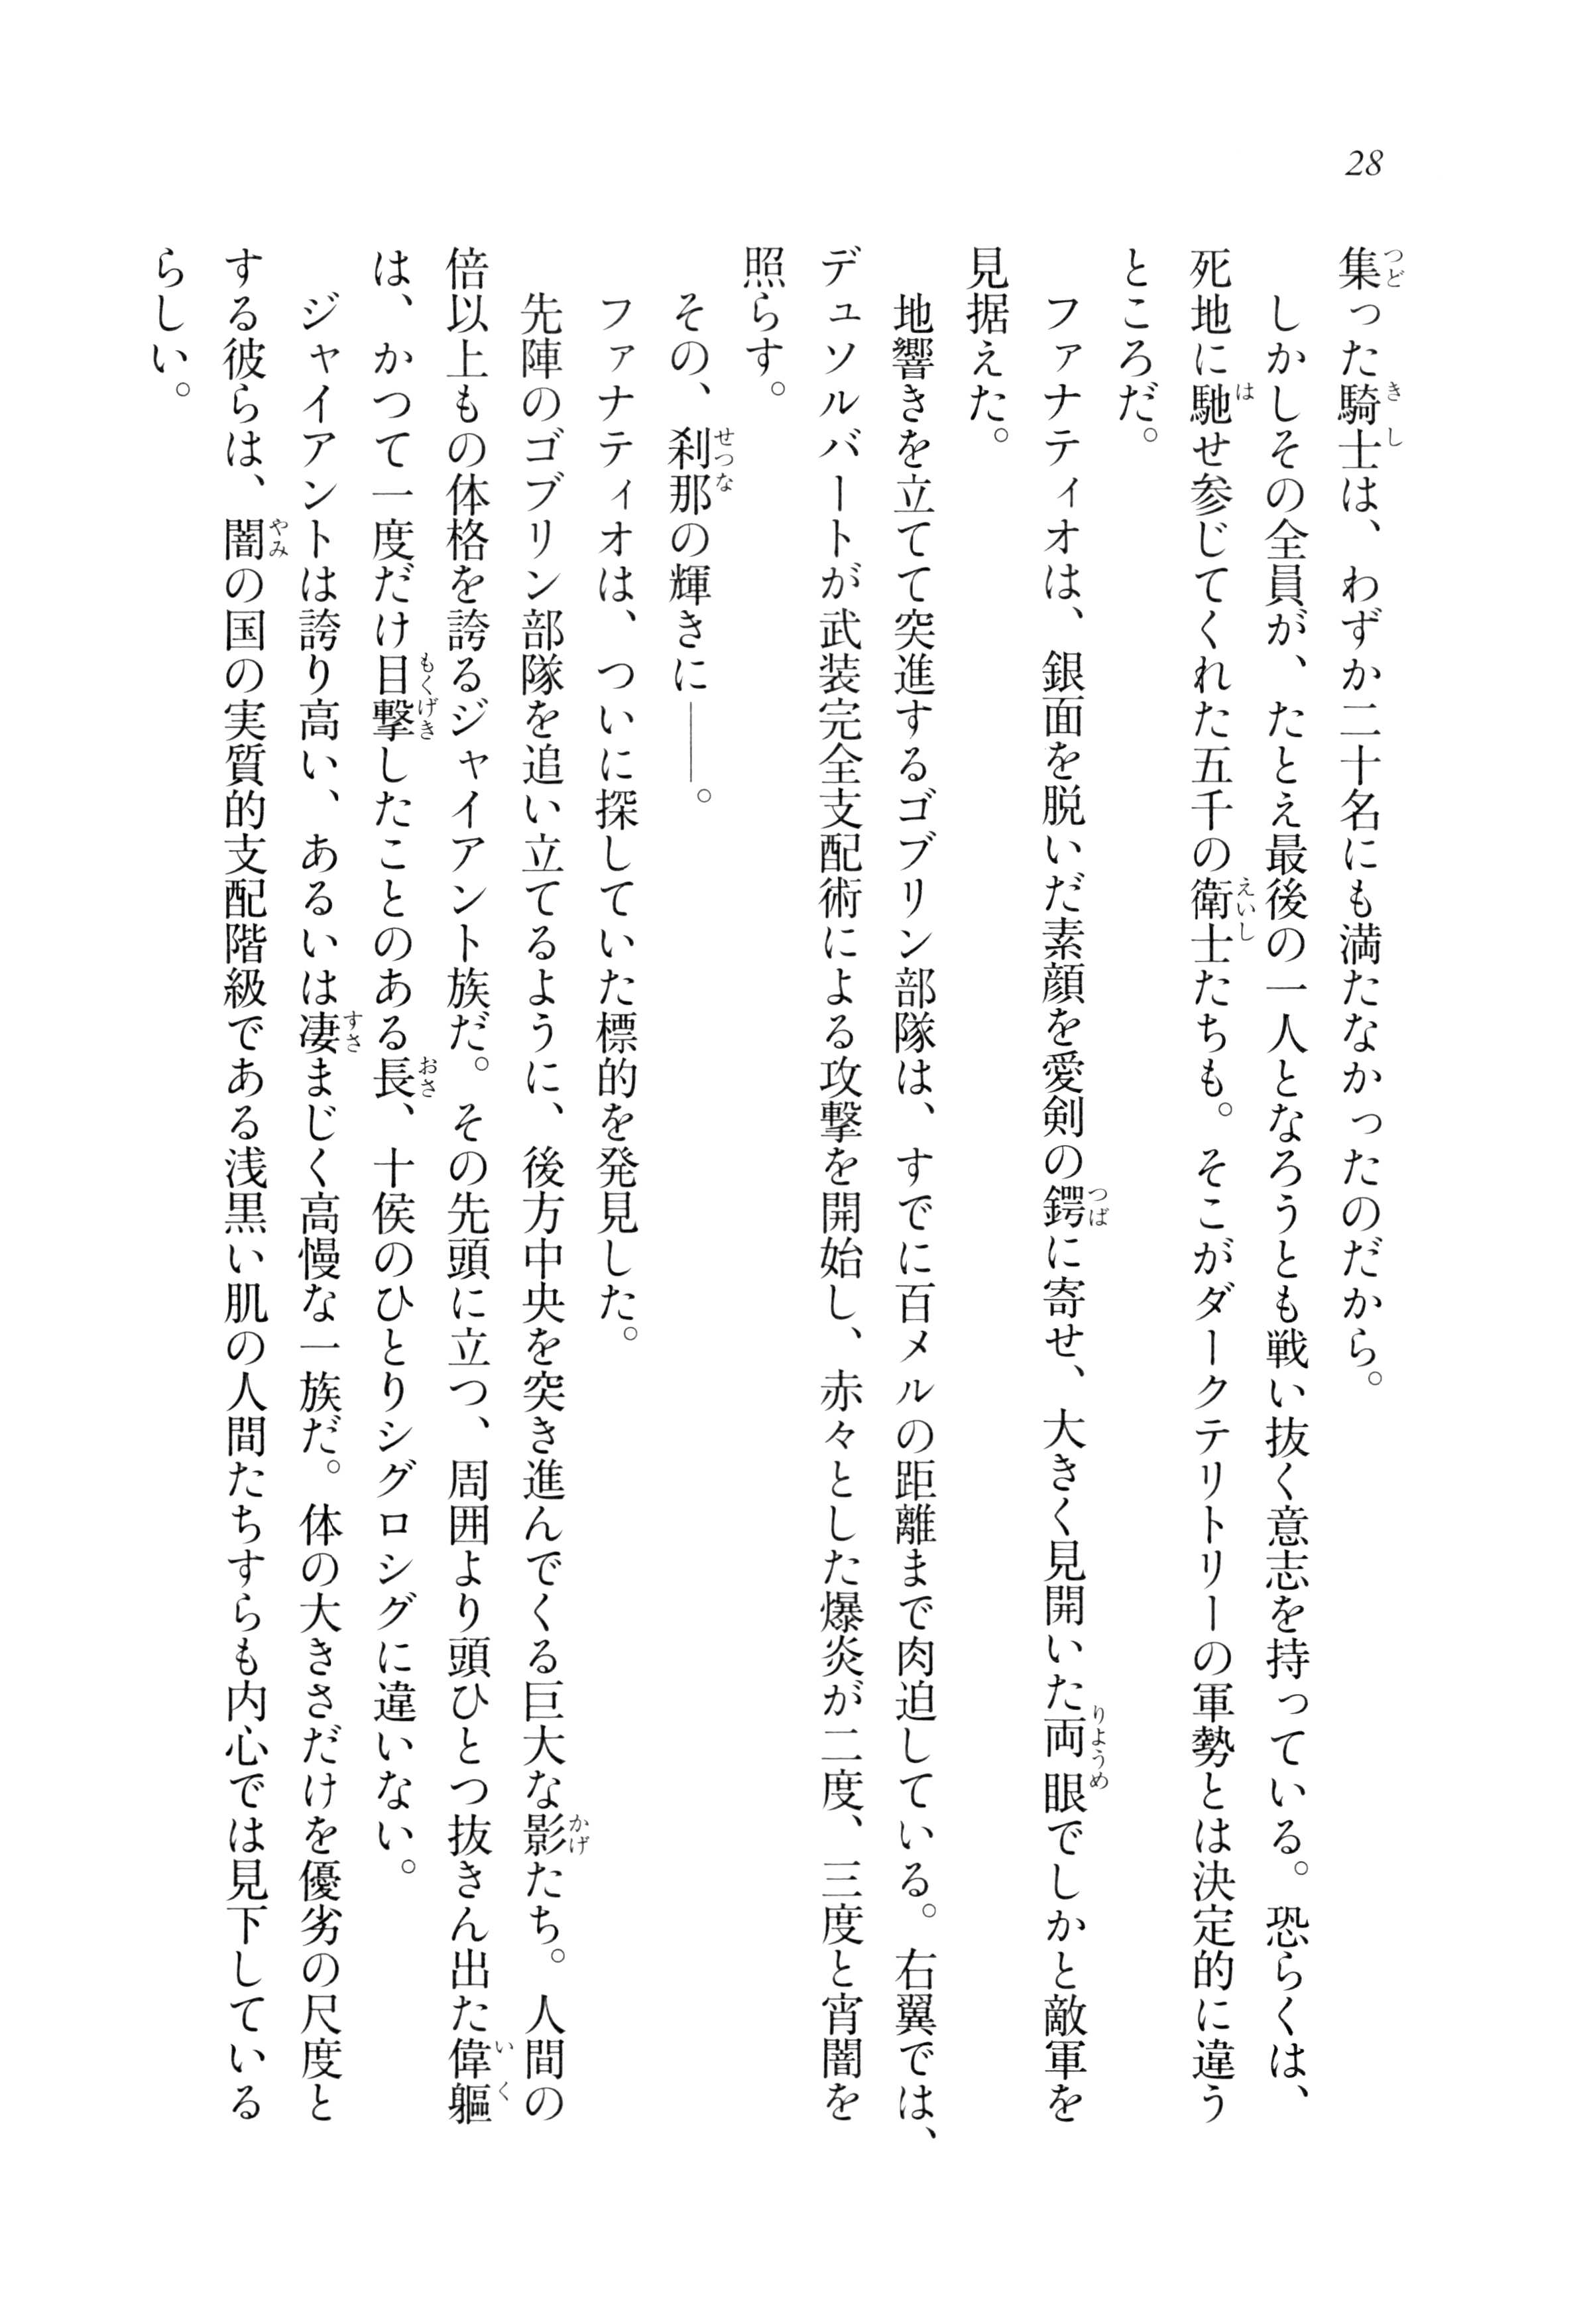 28
集った騎士は、わずか二十名にも満たなかったのだから。
しかしその全員が、たとえ最後の一人となろうとも戦い抜く意志を持っている。恐らくは、
死地に馳せ参じてくれた五千の衛士たちも。そこがダークテリトリーの軍勢とは決定的に違う
ところだ。
ファナティオは、銀面を脱いだ素顔を愛剣の鍔に寄せ、大きく見開いた両眼でしかと敵軍を
見据えた。
地響きを立てて突進するゴブリン部隊は、すでに百メルの距離まで肉迫している。右翼では、
デュソルバートが武装完全支配術による攻撃を開始し、赤々とした爆炎が二度、三度と宵闇を
照らす。
その、刹那の輝きに――。
ファナティオは、ついに探していた標的を発見した。
先陣のゴブリン部隊を追い立てるように、後方中央を突き進んでくる巨大な影たち。人間の
倍以上もの体格を誇るジャイアント族だ。その先頭に立つ、周囲より頭ひとつ抜きん出た偉軀
は、かつて一度だけ目撃したことのある長、十侯のひとりシグロシグに違いない。
ジャイアントは誇り高い、あるいは凄まじく高慢な一族だ。体の大きさだけを優劣の尺度と
する彼らは、闇の国の実質的支配階級である浅黒い肌の人間たちすらも内心では見下している
らしい。